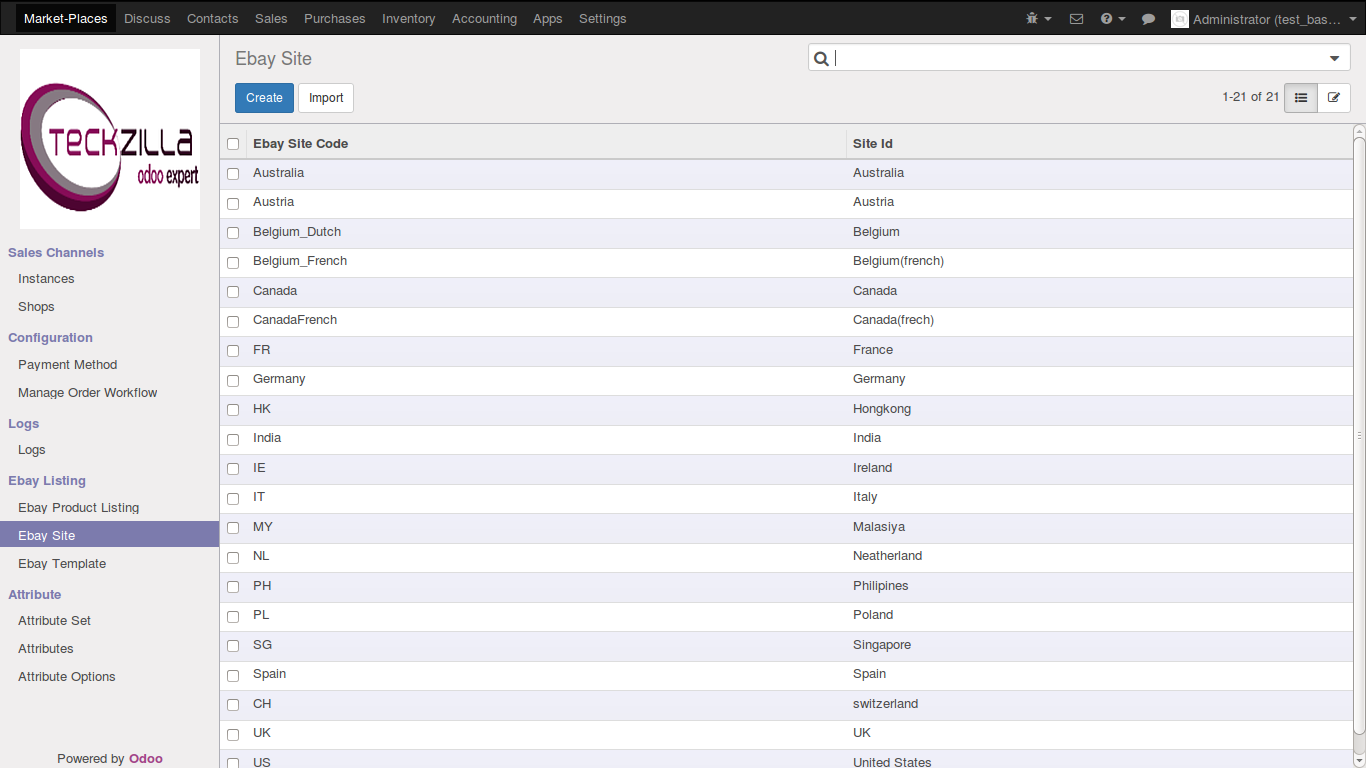 Market-Places Discuss Contacts Sales Purchases Inventory Accounting Apps Settings Administrator (test_bas…
TECKZILLA
odoo expert
Sales Channels
Instances
Shops
Configuration
Payment Method
Manage Order Workflow
Logs
Logs
Ebay Listing
Ebay Product Listing
Ebay Site
Ebay Template
Attribute
Attribute Set
Attributes
Attribute Options
Powered by Odoo
Ebay Site
Create Import 1-21 of 21
Ebay Site Code Site Id
Australia Australia
Austria Austria
Belgium_Dutch Belgium
Belgium_French Belgium(french)
Canada Canada
CanadaFrench Canada(frech)
FR France
Germany Germany
HK Hongkong
India India
IE Ireland
IT Italy
MY Malasiya
NL Neatherland
PH Philipines
PL Poland
SG Singapore
Spain Spain
CH switzerland
UK UK
US United States